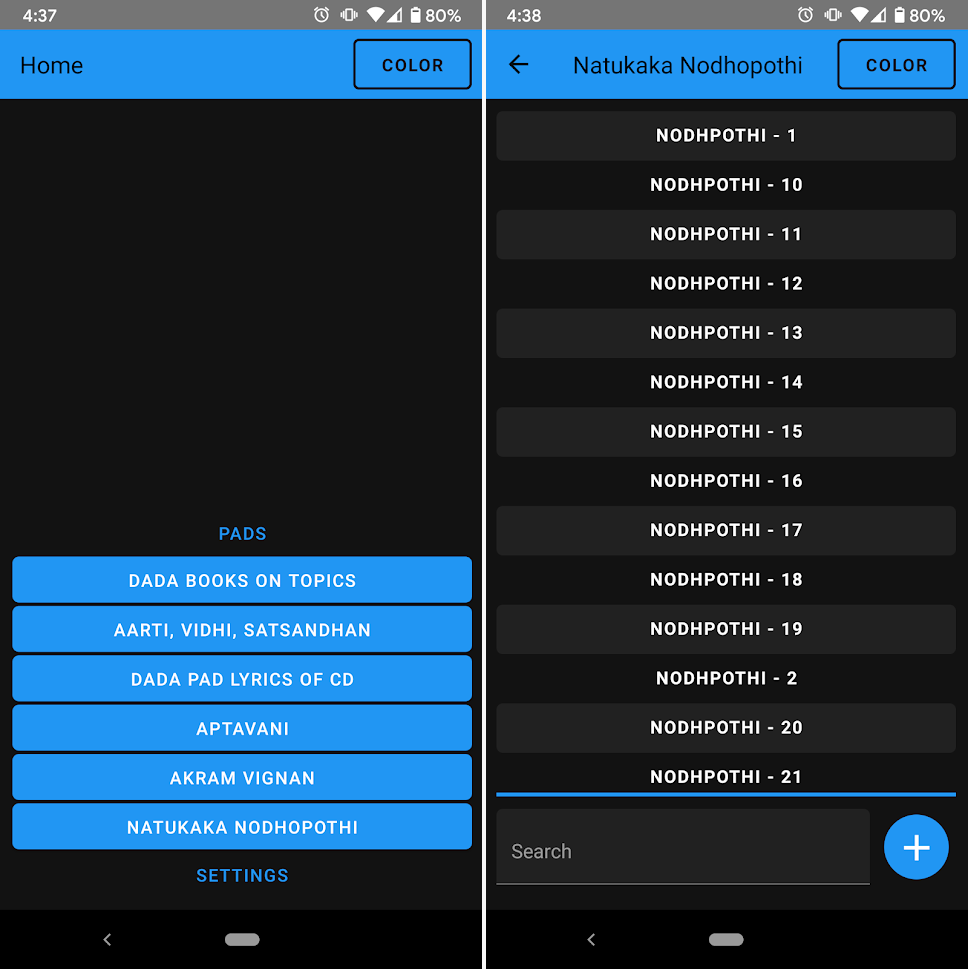 4:37
80%
Home
COLOR
PADS
DADA BOOKS ON TOPICS
AARTI, VIDHI, SATSANDHAN
DADA PAD LYRICS OF CD
APTAVANI
AKRAM VIGNAN
NATUKAKA NODHOPOTHI
SETTINGS
4:38
80%
Natukaka Nodhopothi
COLOR
NODHPOTHI - 1
NODHPOTHI - 10
NODHPOTHI - 11
NODHPOTHI - 12
NODHPOTHI - 13
NODHPOTHI - 14
NODHPOTHI - 15
NODHPOTHI - 16
NODHPOTHI - 17
NODHPOTHI - 18
NODHPOTHI - 19
NODHPOTHI - 2
NODHPOTHI - 20
NODHPOTHI - 21
Search